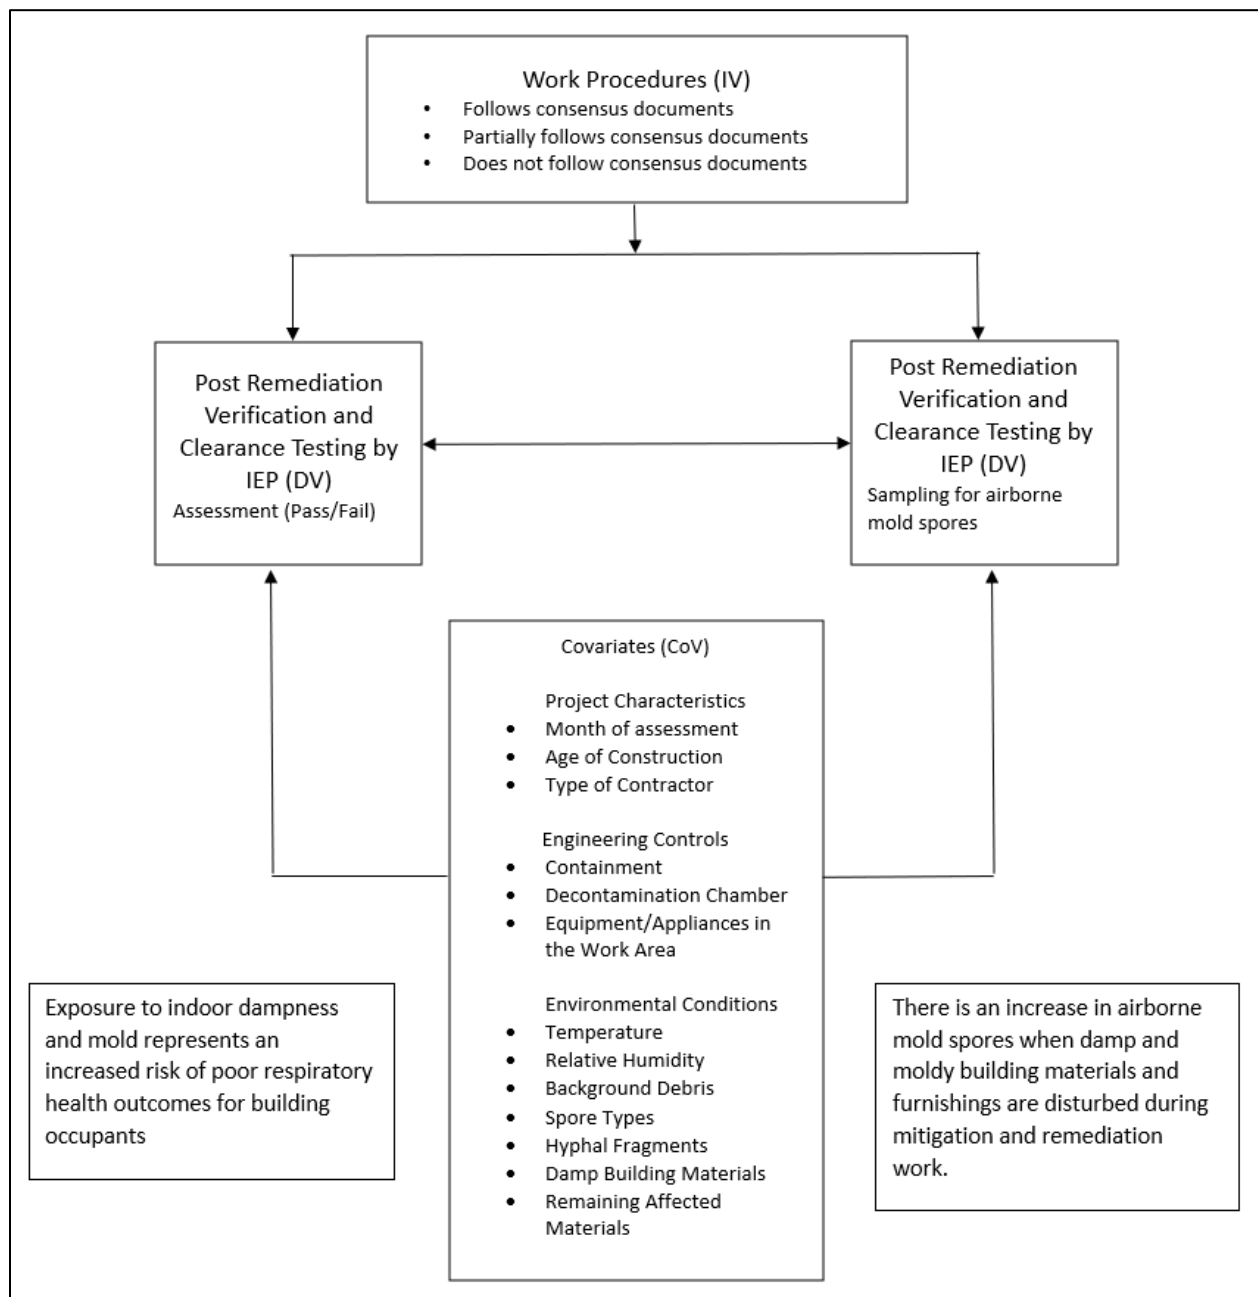 Work Procedures (IV)
• Follows consensus documents
• Partially follows consensus documents
• Does not follow consensus documents
Post Remediation
Verification and
Clearance Testing by
IEP (DV)
Assessment (Pass/Fail)
Post Remediation
Verification and
Clearance Testing by
IEP (DV)
Sampling for airborne
mold spores
Covariates (CoV)
Project Characteristics
• Month of assessment
• Age of Construction
• Type of Contractor
Engineering Controls
• Containment
• Decontamination Chamber
• Equipment/Appliances in
the Work Area
Environmental Conditions
• Temperature
• Relative Humidity
• Background Debris
• Spore Types
• Hyphal Fragments
• Damp Building Materials
• Remaining Affected
Materials
Exposure to indoor dampness
and mold represents an
increased risk of poor respiratory
health outcomes for building
occupants
There is an increase in airborne
mold spores when damp and
moldy building materials and
furnishings are disturbed during
mitigation and remediation
work.